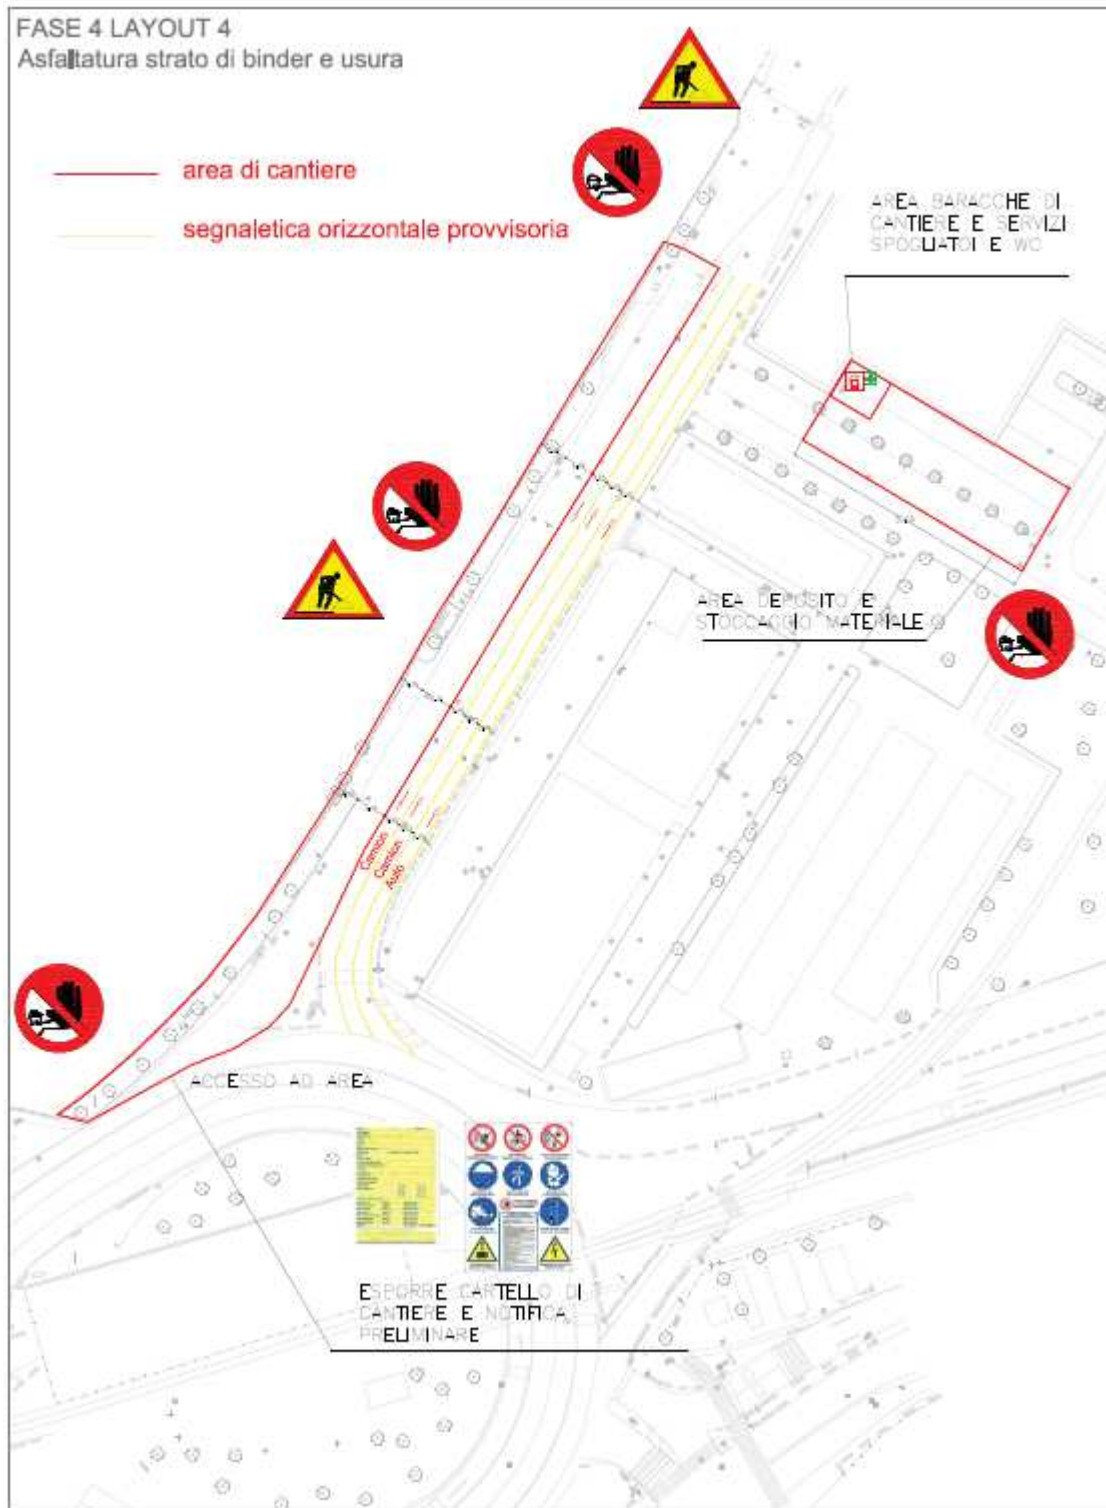 FASE 4 LAYOUT 4
Asfaltatura strato di binder e usura
area di cantiere
segnaletica orizzontale provvisoria
AREA BARACCHE DI
CANTIERE E SERVIZI
SPOGLIATOI E WC
AREA DEPOSITO E
STOCCAGGIO MATERIALE
Camion
Camion
Auto
ACCESSO AD AREA
ESPORRE CARTELLO DI
CANTIERE E NOTIFICA
PRELIMINARE